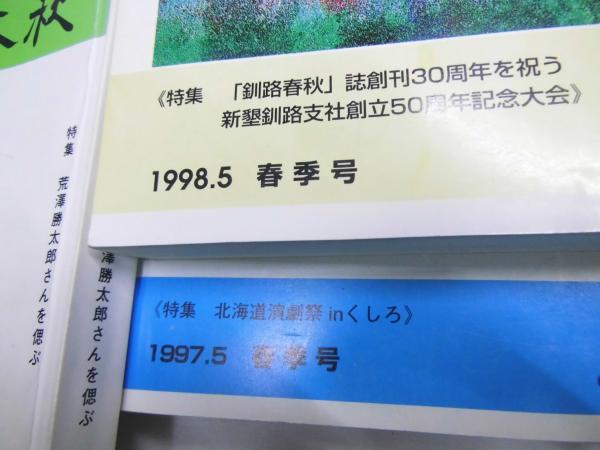 秋
特集 荒澤勝太郎さんを偲ぶ
澤勝太郎さんを偲ぶ
《特集 「釧路春秋」誌創刊30周年を祝う
新墾釧路支社創立50周年記念大会》
1998.5 春季号
《特集 北海道演劇祭inくしろ》
1997.5 春季号